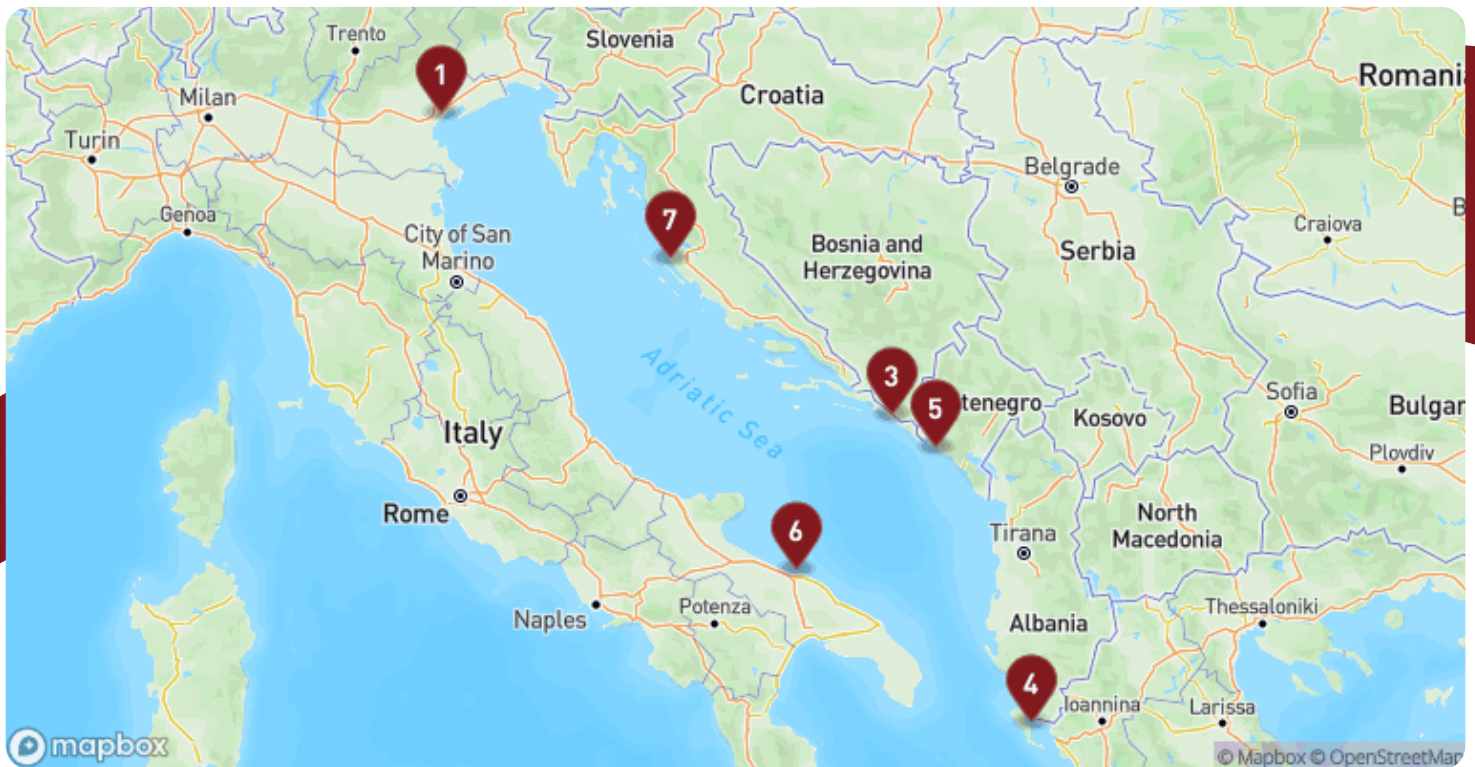 Trento
Slovenia
1
Romani
Croatia
Milan
Turin
Belgrade
Genoa
7
City of San
Marino
Bosnia and
Herzegovina
Serbia
Craiova
B
Adriatic Sea
3
5
tenegro
Kosovo
Sofia
Bulgar
Italy
Plovdiv
Rome
6
North
Macedonia
Tirana
Naples
Potenza
Albania
Thessaloniki
4
Ioannina
Larissa
mapbox
© Mapbox © OpenStreetMap